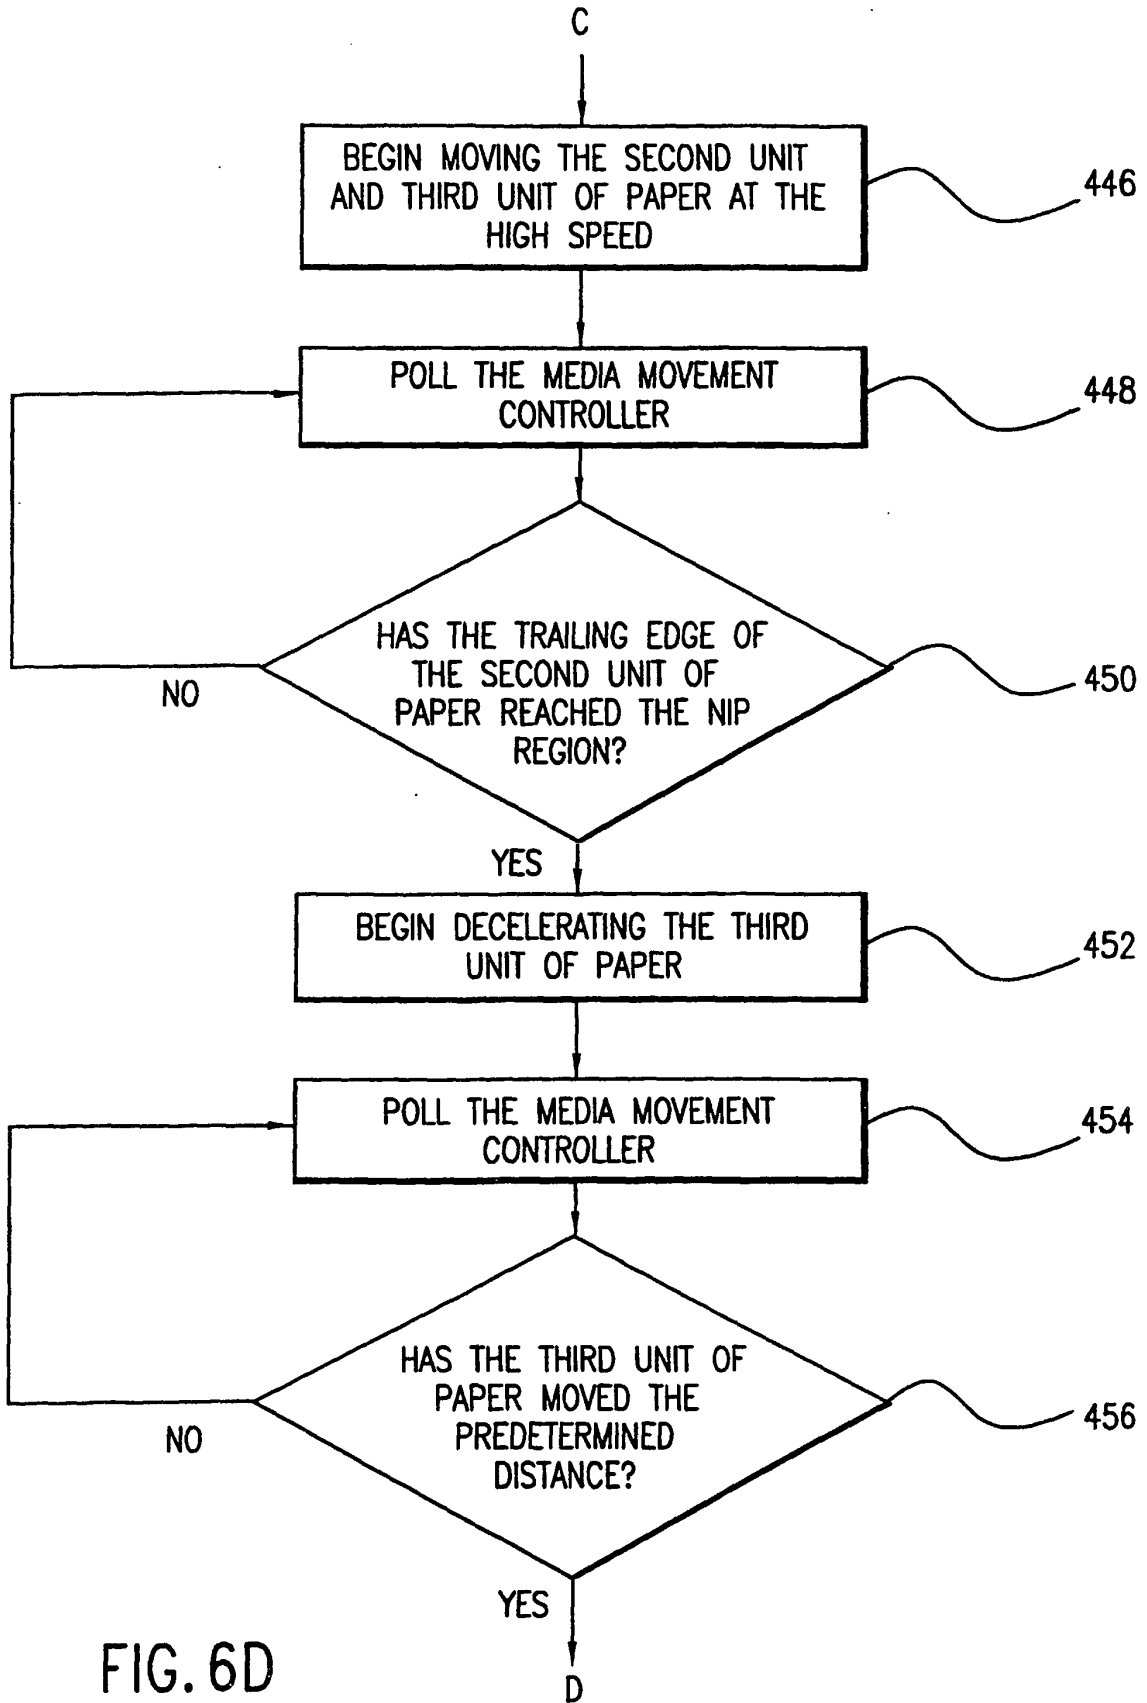 C
BEGIN MOVING THE SECOND UNIT
AND THIRD UNIT OF PAPER AT THE
HIGH SPEED
446
POLL THE MEDIA MOVEMENT
CONTROLLER
448
HAS THE TRAILING EDGE OF
THE SECOND UNIT OF
PAPER REACHED THE NIP
REGION?
450
NO
YES
BEGIN DECELERATING THE THIRD
UNIT OF PAPER
452
POLL THE MEDIA MOVEMENT
CONTROLLER
454
HAS THE THIRD UNIT OF
PAPER MOVED THE
PREDETERMINED
DISTANCE?
456
NO
YES
D
FIG. 6D